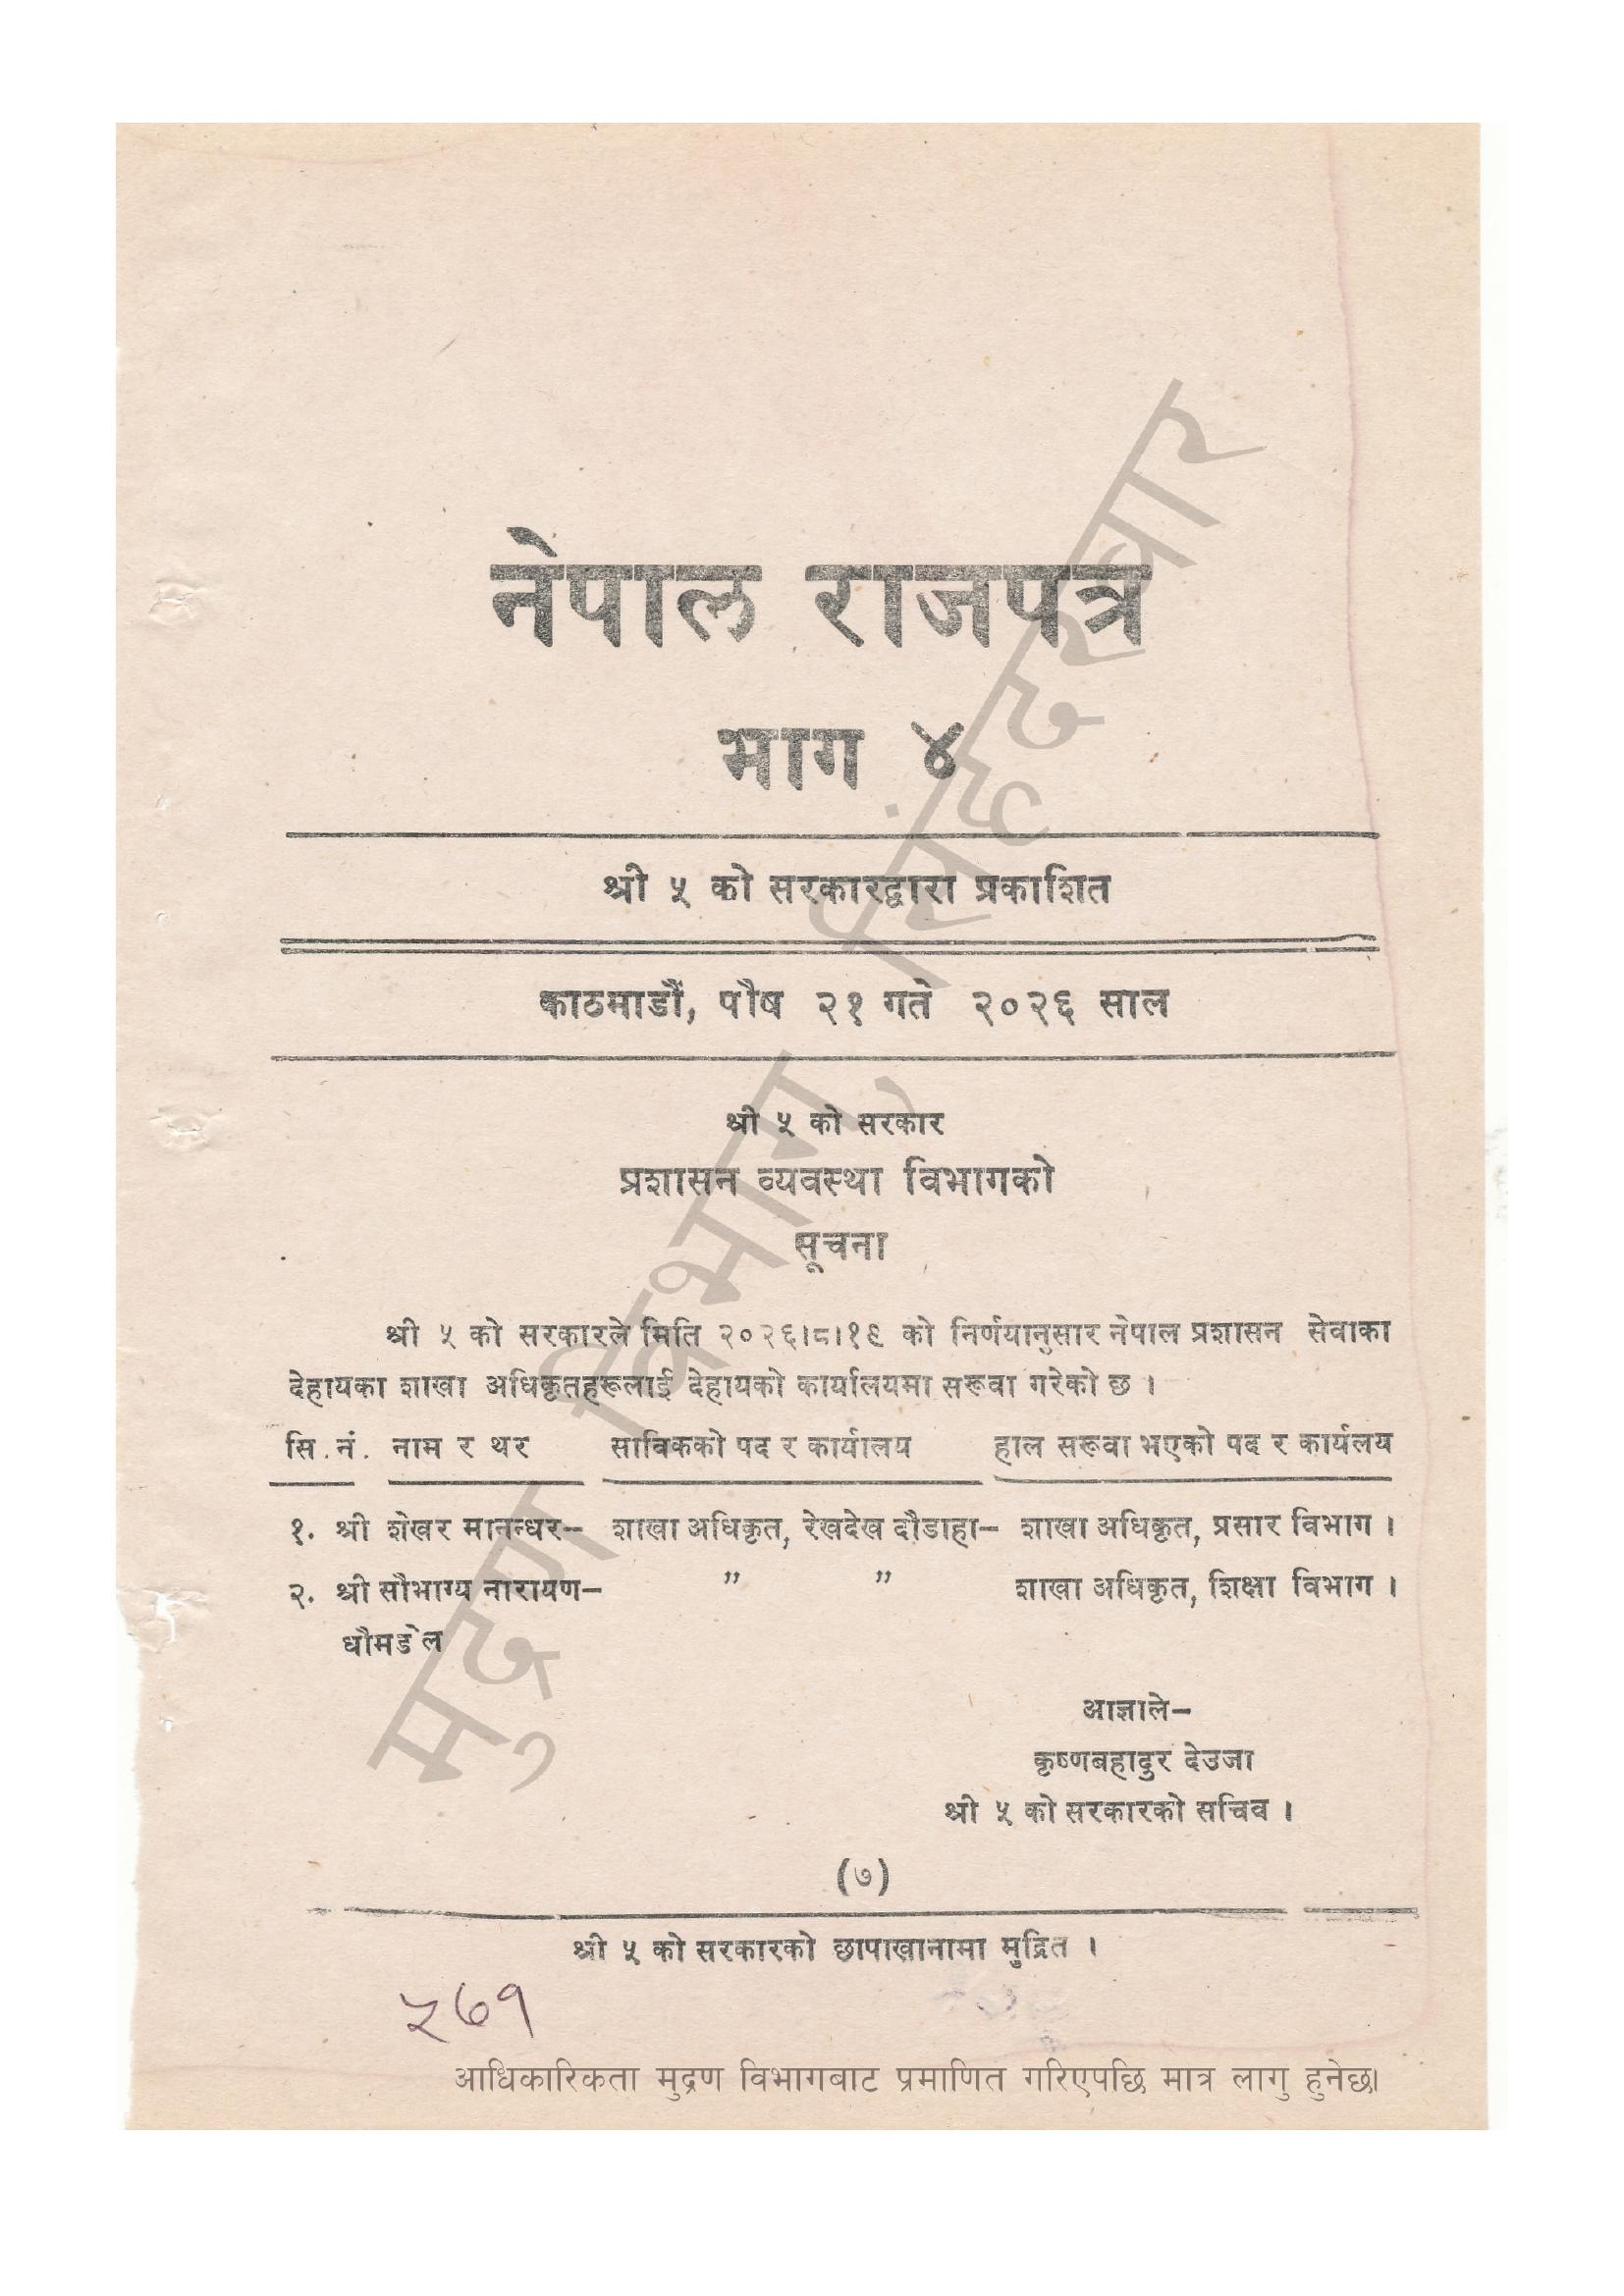 नेपाल राजपत्र
भाग ४
श्री ५ को सरकारद्वारा प्रकाशित
काठमाडौं, पौष २१ गते २०२६ साल
श्री ५ को सरकार
प्रशासन व्यवस्था विभागको
सूचना
श्री ५ को सरकारले मिति २०२६।८।१९ को निर्णयानुसार नेपाल प्रशासन सेवाका
देहायका शाखा अधिकृतहरूलाई देहायको कार्यालयमा सरूवा गरेको छ ।
सि.नं. नाम र थर साविकको पद र कार्यालय हाल सरूवा भएको पद र कार्यलय
१. श्री शेखर मानन्धर– शाखा अधिकृत, रेखदेख दौडाहा– शाखा अधिकृत, प्रसार विभाग ।
२. श्री सौभाग्य नारायण– ” ” शाखा अधिकृत, शिक्षा विभाग ।
धौमडेल
आज्ञाले–
कृष्णबहादुर देउजा
श्री ५ को सरकारको सचिव ।
(७)
श्री ५ को सरकारको छापाखानामा मुद्रित ।
५७१
आधिकारिकता मुद्रण विभागबाट प्रमाणित गरिएपछि मात्र लागु हुनेछ।
मुद्रण विभाग, सिंहदरबार